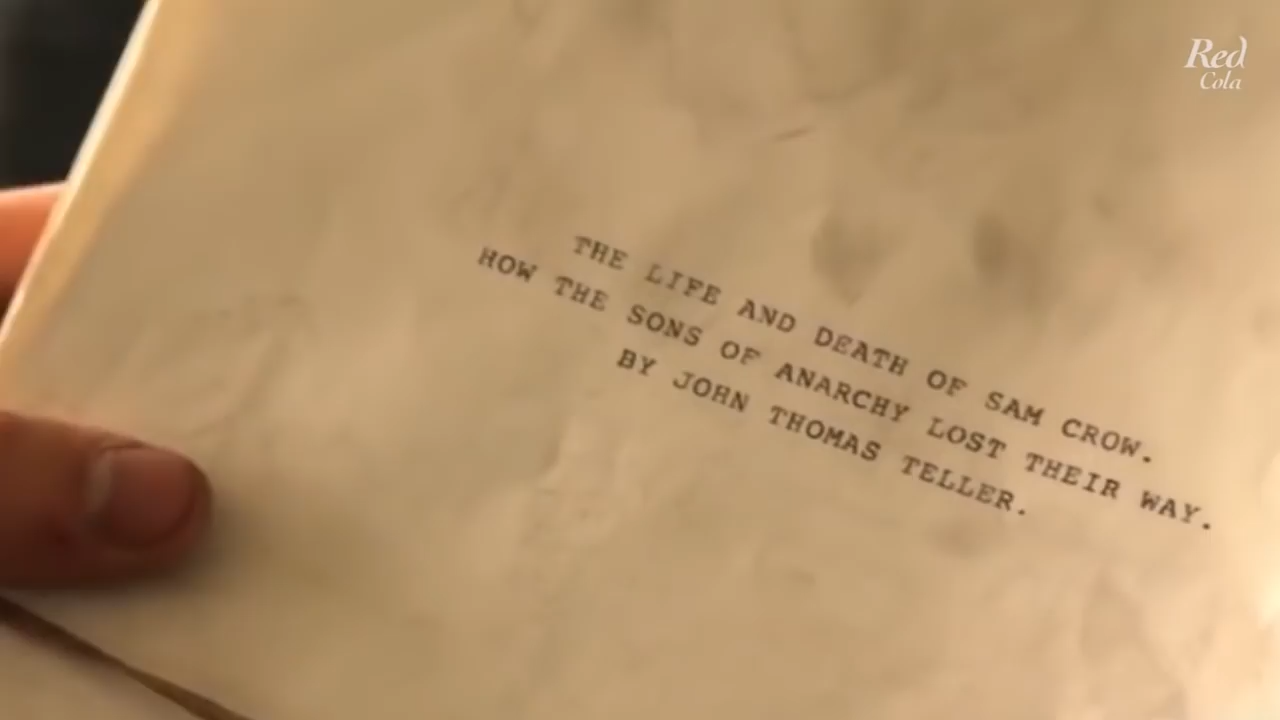 Red
Cola
THE LIFE AND DEATH OF SAM CROW.
HOW THE SONS OF ANARCHY LOST THEIR WAY.
BY JOHN THOMAS TELLER.